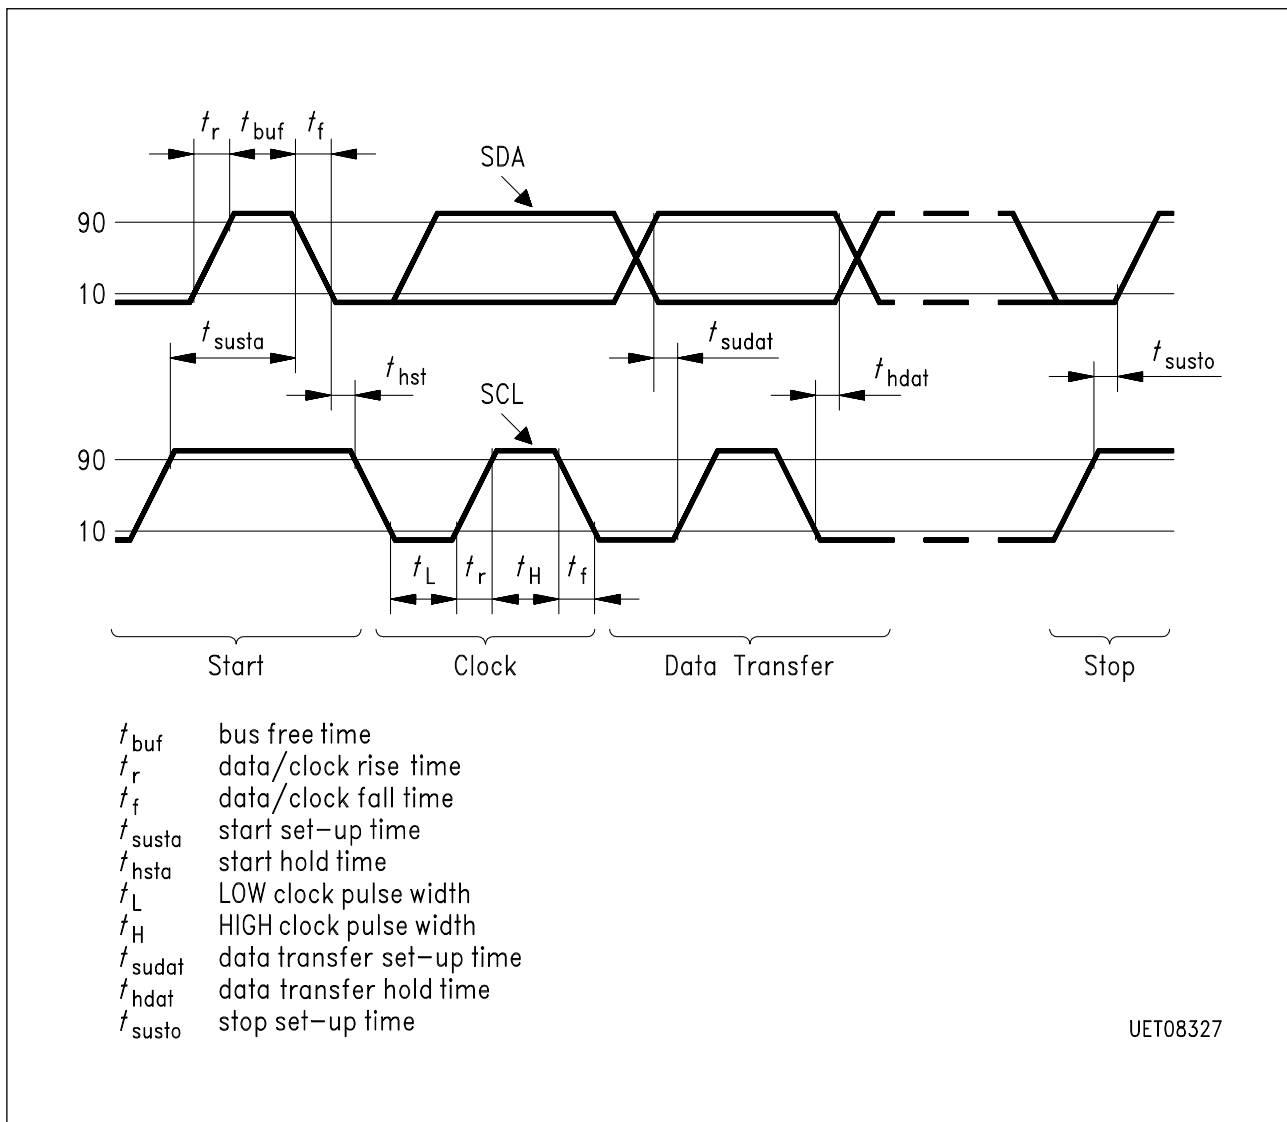 t r t buf t f
SDA
90
10
t susta
t sudat
t susto
t hst
t hdat
SCL
90
10
t L t r t H t f
Start Clock Data Transfer Stop
t buf bus free time
t r data/clock rise time
t f data/clock fall time
t susta start set-up time
t hsta start hold time
t L LOW clock pulse width
t H HIGH clock pulse width
t sudat data transfer set-up time
t hdat data transfer hold time
t susto stop set-up time
UET08327